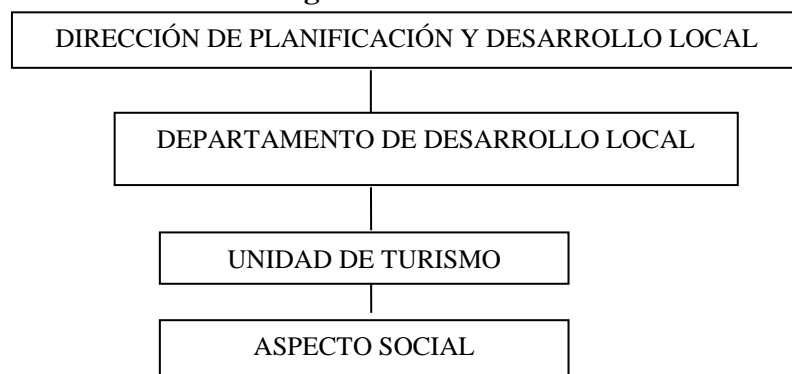 DIRECCIÓN DE PLANIFICACIÓN Y DESARROLLO LOCAL
DEPARTAMENTO DE DESARROLLO LOCAL
UNIDAD DE TURISMO
ASPECTO SOCIAL